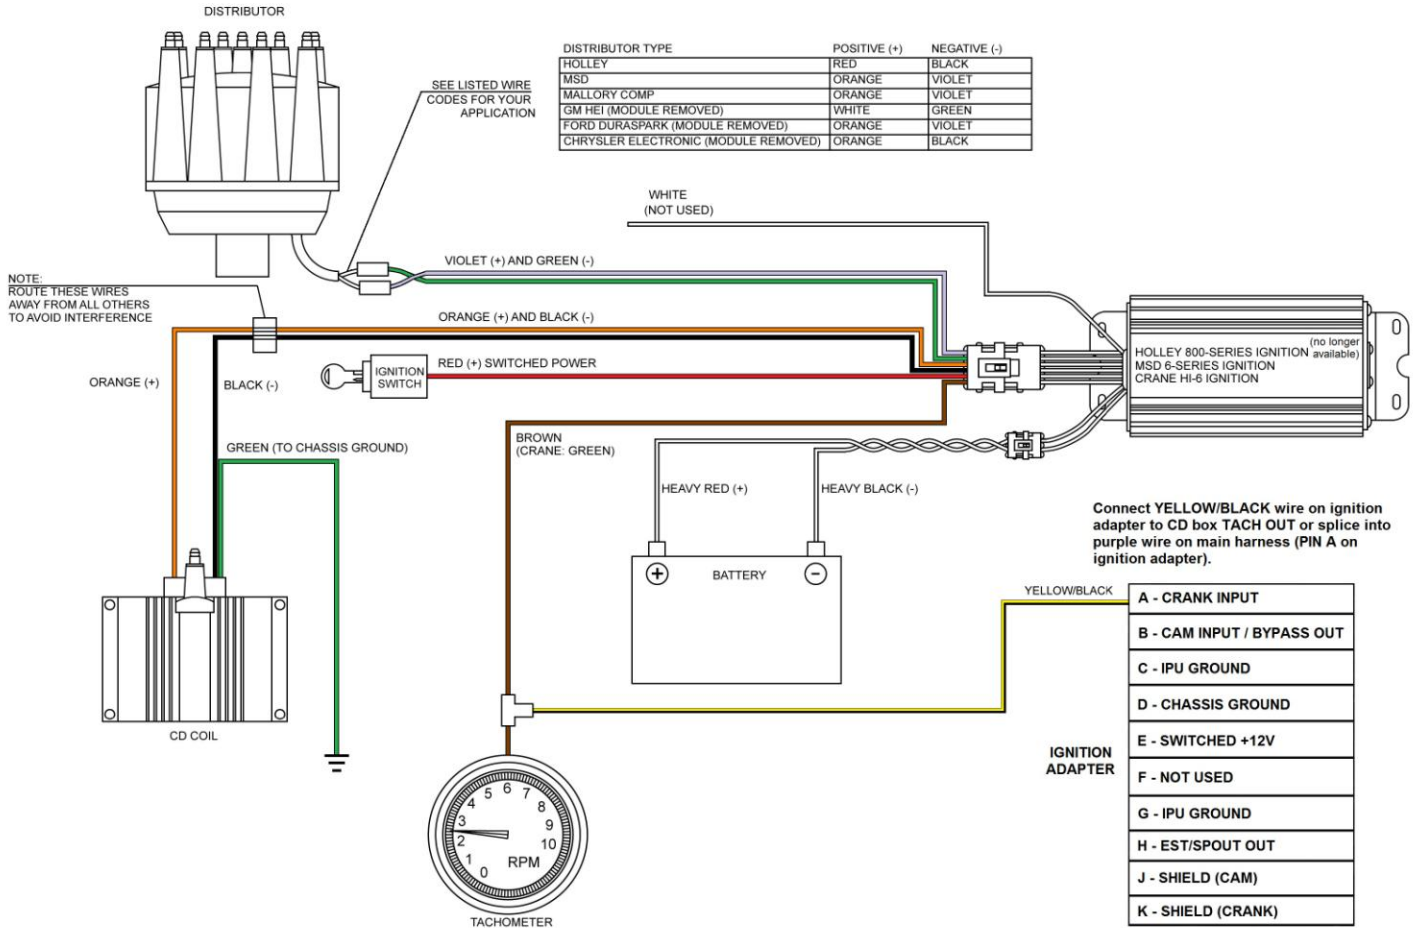 DISTRIBUTOR
DISTRIBUTOR TYPE POSITIVE (+) NEGATIVE (-)
HOLLEY RED BLACK
MSD ORANGE VIOLET
MALLORY COMP ORANGE VIOLET
GM HEI (MODULE REMOVED) WHITE GREEN
FORD DURASPARK (MODULE REMOVED) ORANGE VIOLET
CHRYSLER ELECTRONIC (MODULE REMOVED) ORANGE BLACK
SEE LISTED WIRE
CODES FOR YOUR
APPLICATION
WHITE
(NOT USED)
VIOLET (+) AND GREEN (-)
NOTE:
ROUTE THESE WIRES
AWAY FROM ALL OTHERS
TO AVOID INTERFERENCE
ORANGE (+) AND BLACK (-)
RED (+) SWITCHED POWER
IGNITION
SWITCH
HOLLEY 800-SERIES IGNITION (no longer
available)
MSD 6-SERIES IGNITION
CRANE HI-6 IGNITION
ORANGE (+)
BLACK (-)
GREEN (TO CHASSIS GROUND)
BROWN
(CRANE: GREEN)
HEAVY RED (+)
HEAVY BLACK (-)
BATTERY
+
-
Connect YELLOW/BLACK wire on ignition
adapter to CD box TACH OUT or splice into
purple wire on main harness (PIN A on
ignition adapter).
YELLOW/BLACK
A - CRANK INPUT
B - CAM INPUT / BYPASS OUT
C - IPU GROUND
D - CHASSIS GROUND
E - SWITCHED +12V
F - NOT USED
G - IPU GROUND
H - EST/SPOUT OUT
J - SHIELD (CAM)
K - SHIELD (CRANK)
IGNITION
ADAPTER
CD COIL
0
1
2
3
4
5
6
7
8
9
10
RPM
TACHOMETER